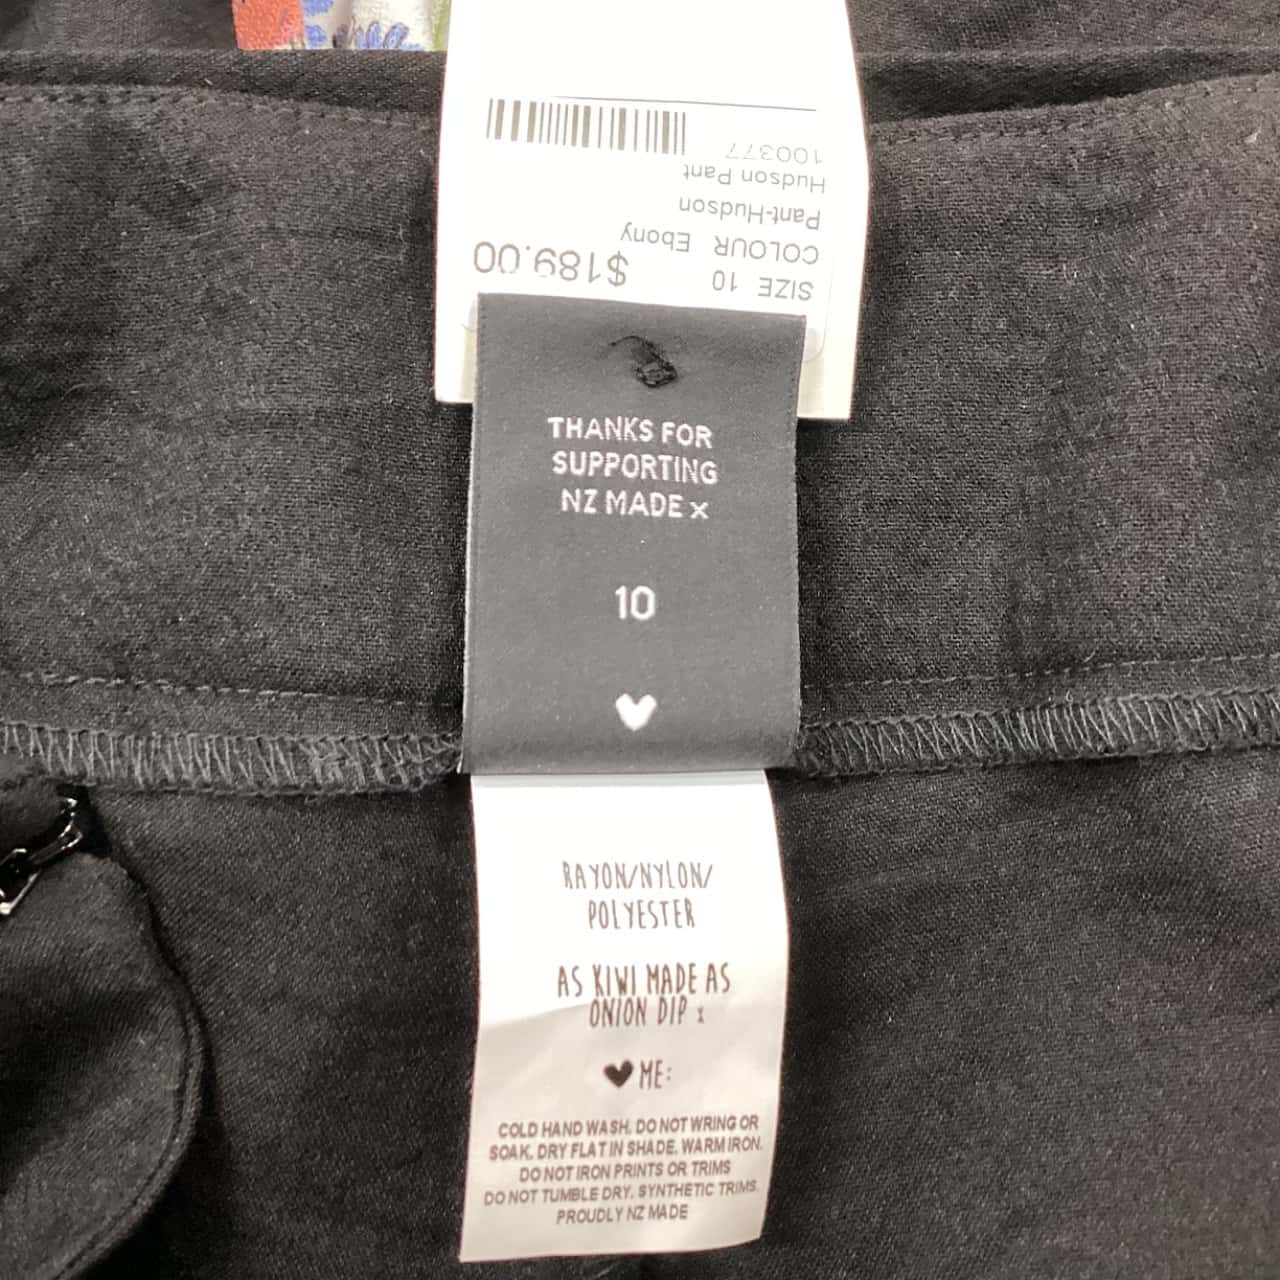 SIZE 10 $189.00
COLOUR Ebony
Pant-Hudson
Hudson Pant
100377
THANKS FOR
SUPPORTING
NZ MADE x
10
RAYON/NYLON/
POLYESTER
AS KIWI MADE AS
ONION DIP x
ME:
COLD HAND WASH. DO NOT WRING OR
SOAK. DRY FLAT IN SHADE. WARM IRON.
DO NOT IRON PRINTS OR TRIMS
DO NOT TUMBLE DRY. SYNTHETIC TRIMS.
PROUDLY NZ MADE